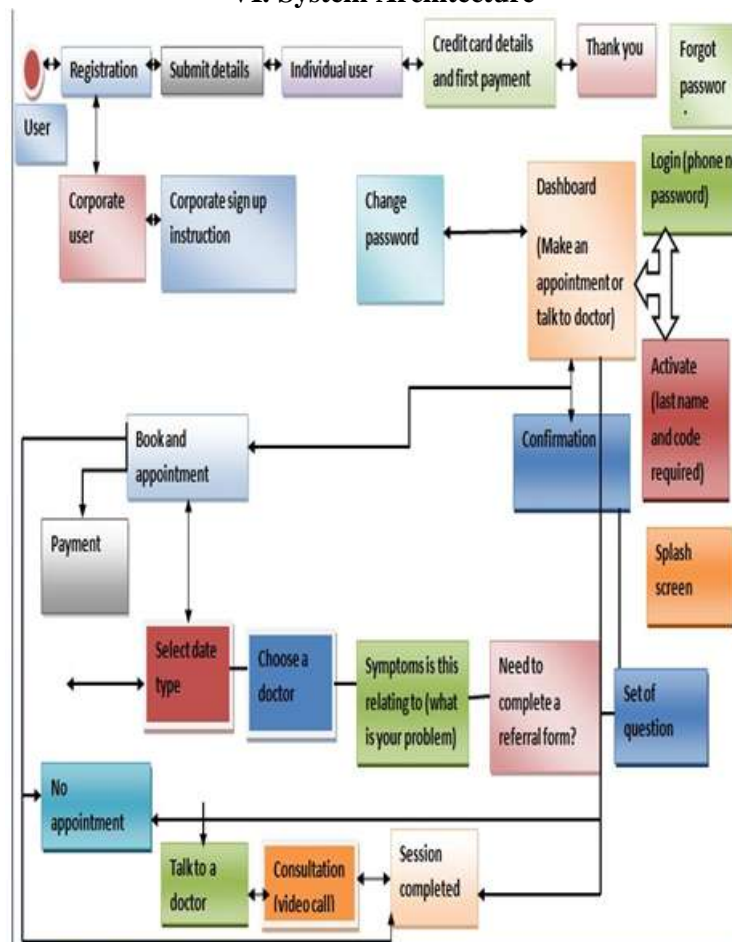 VI. System Architecture
Registration
Submit details
Individual user
Credit card details
and first payment
Thank you
Forgot
passwor
User
Corporate
user
Corporate sign up
instruction
Change
password
Dashboard
(Make an
appointment or
talk to doctor)
Login (phone n
password)
Activate
(last name
and code
required)
Book and
appointment
Confirmation
Payment
Splash
screen
Select date
type
Choose a
doctor
Symptoms is this
relating to (what
is your problem)
Need to
complete a
referral form?
Set of
question
No
appointment
Talk to a
doctor
Consultation
(video call)
Session
completed